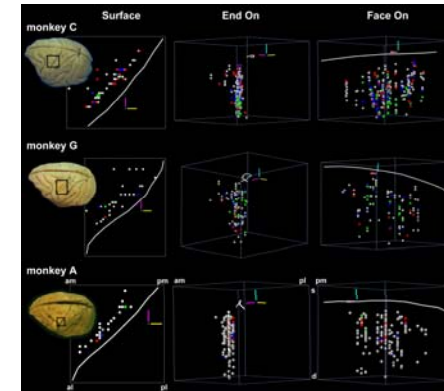 Surface End On Face On
monkey C
monkey G
monkey A
am pm am pl pm s
al pl d